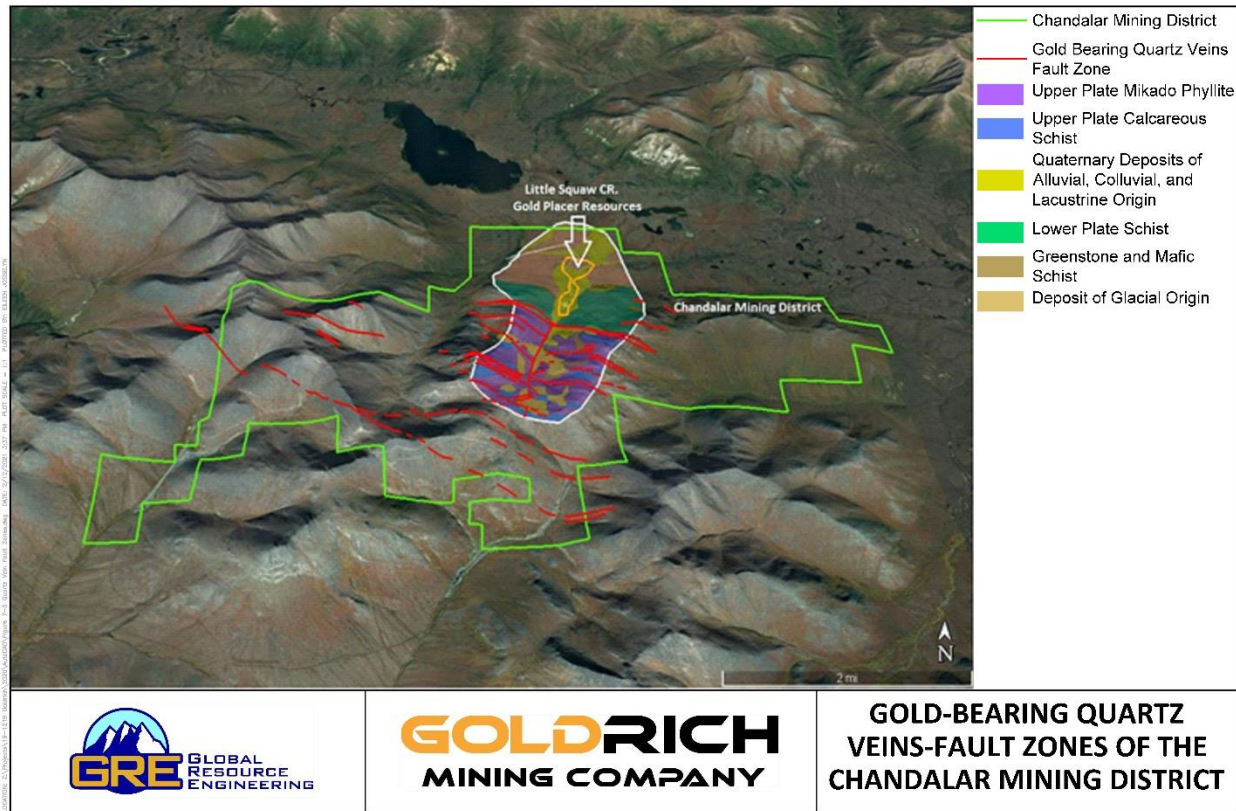 Chandalar Mining District
Gold Bearing Quartz Veins
Fault Zone
Upper Plate Mikado Phyllite
Upper Plate Calcareous
Schist
Quaternary Deposits of
Alluvial, Colluvial, and
Lacustrine Origin
Lower Plate Schist
Greenstone and Mafic
Schist
Deposit of Glacial Origin
Little Squaw CR.
Gold Placer Resources
Chandalar Mining District
N
2 mi
GRE
GLOBAL
RESOURCE
ENGINEERING
GOLDRICH
MINING COMPANY
GOLD-BEARING QUARTZ
VEINS-FAULT ZONES OF THE
CHANDALAR MINING DISTRICT